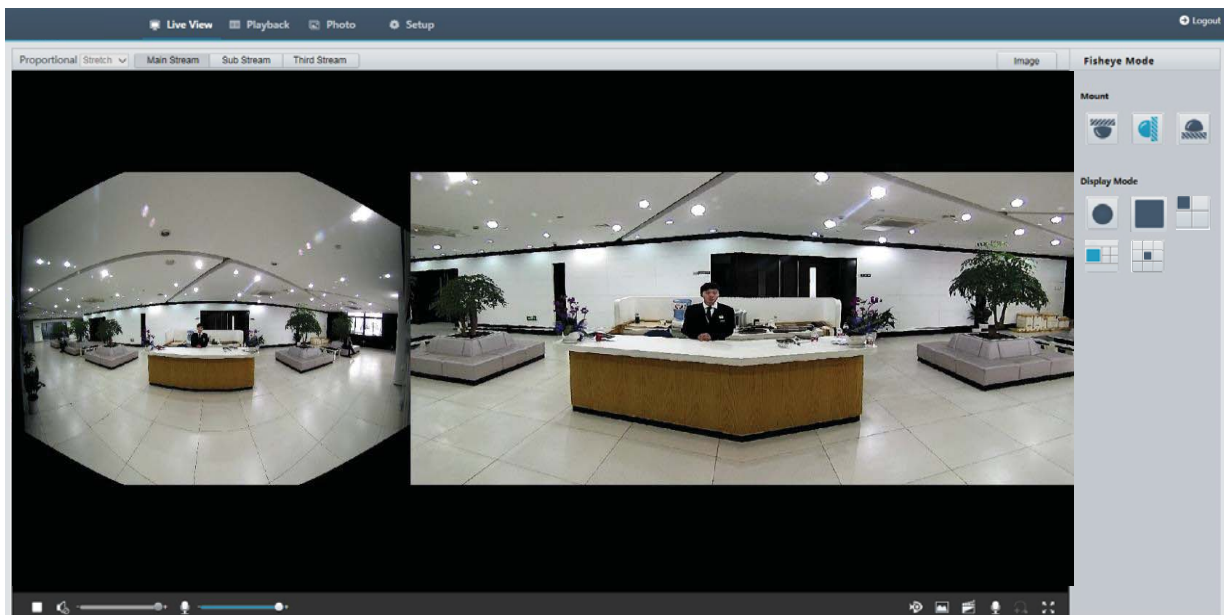 Live View Playback Photo Setup Logout
Proportional Stretch Main Stream Sub Stream Third Stream Image Fisheye Mode
Mount
Display Mode